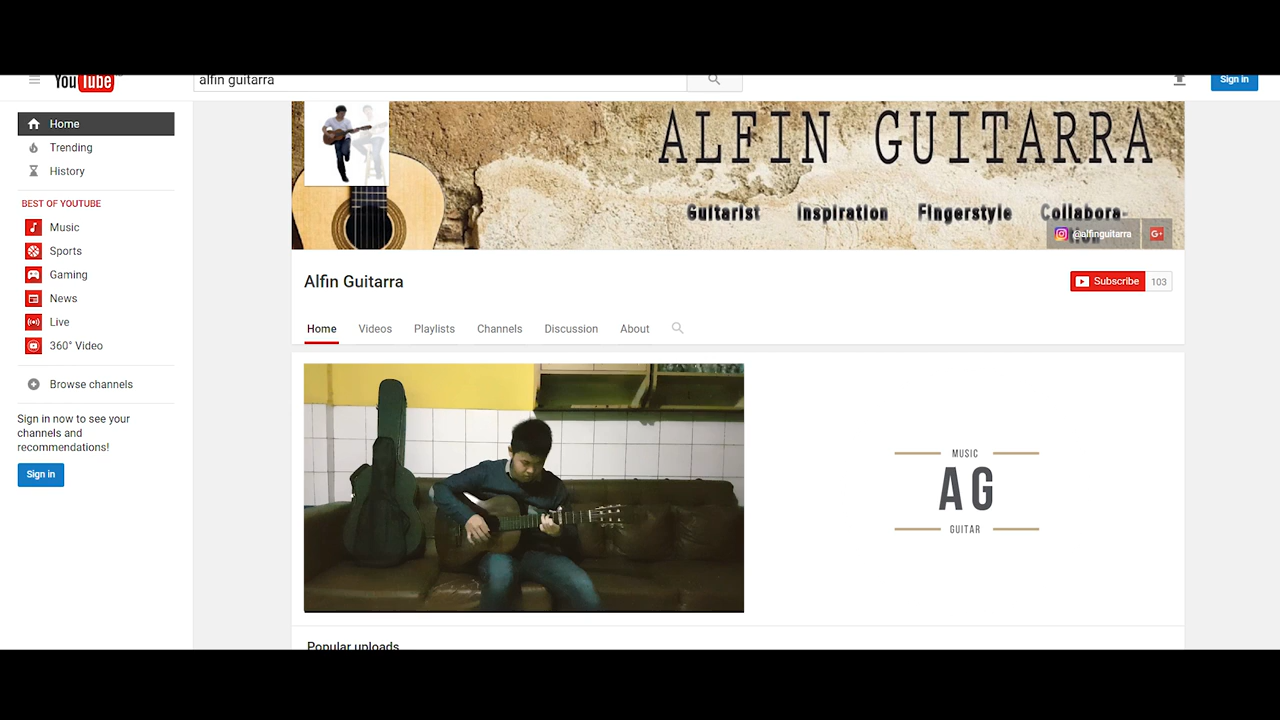 YouTube
alfin guitarra
Sign in
Home
Trending
History
BEST OF YOUTUBE
Music
Sports
Gaming
News
Live
360° Video
Browse channels
Sign in now to see your
channels and
recommendations!
Sign in
ALFIN GUITARRA
Guitarist Inspiration Fingerstyle Collabora-
@alfinguitarra G+
Alfin Guitarra
Subscribe 103
Home Videos Playlists Channels Discussion About
MUSIC
AG
GUITAR
Popular uploads